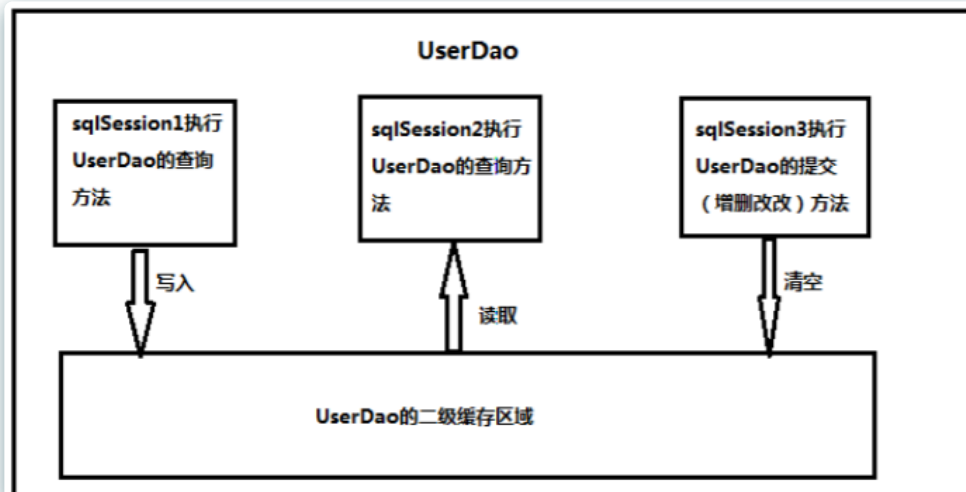 UserDao
sqlSession1执行
UserDao的查询
方法
sqlSession2执行
UserDao的查询方
法
sqlSession3执行
UserDao的提交
（增删改改）方法
写入
读取
清空
UserDao的二级缓存区域